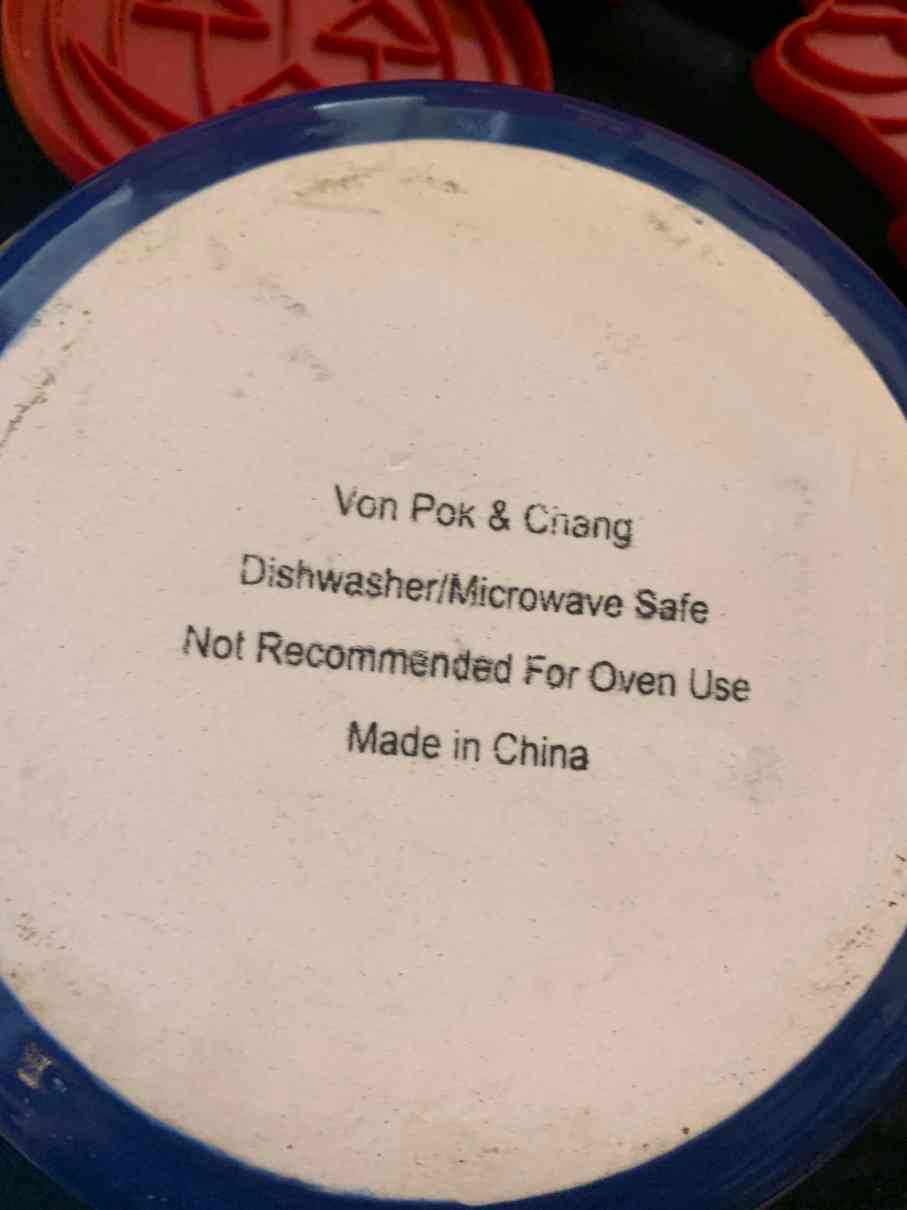 Von Pok & Chang
Dishwasher/Microwave Safe
Not Recommended For Oven Use
Made in China